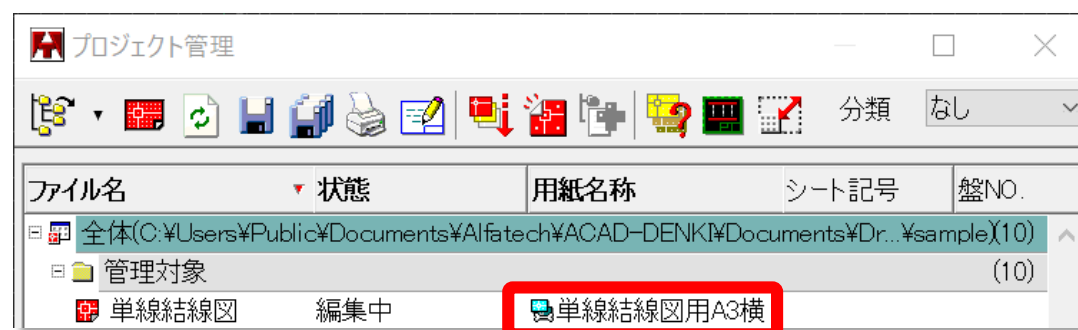 プロジェクト管理
分類 なし
ファイル名 状態 用紙名称 シート記号 盤NO.
全体(C:¥Users¥Public¥Documents¥Alfatech¥ACAD-DENKI¥Documents¥Dr...¥sample)(10)
管理対象 (10)
単線結線図 編集中 単線結線図用A3横